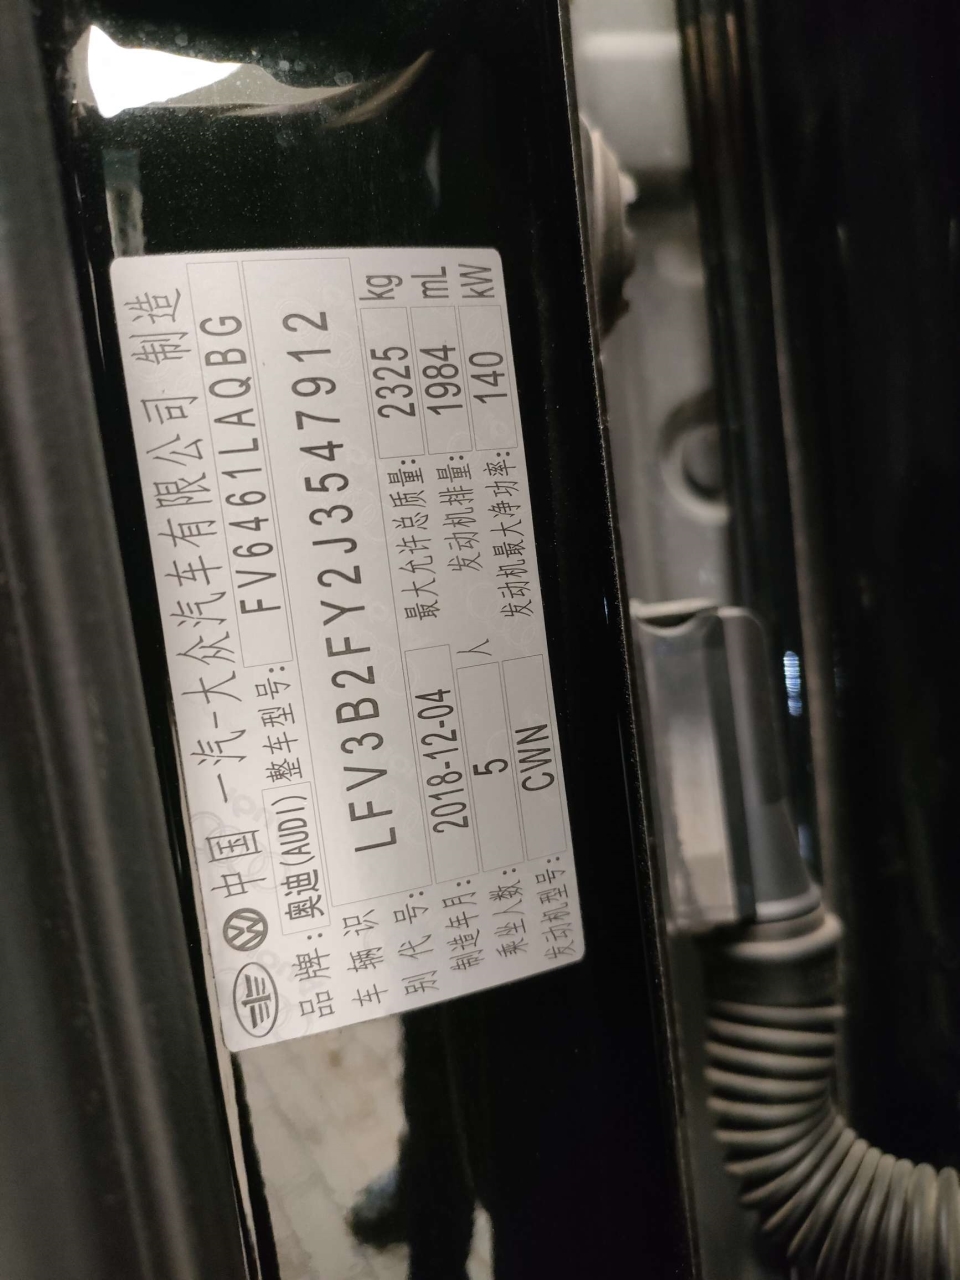 中国 一汽-大众汽车有限公司 制造
品牌: 奥迪(AUDI) 整车型号: FV6461LAQBG
车辆识别代号: LFV3B2FY2J3547912
制造年月: 2018-12-04 最大允许总质量: 2325 kg
乘坐人数: 5 人 发动机排量: 1984 mL
发动机型号: CWN 发动机最大净功率: 140 kW